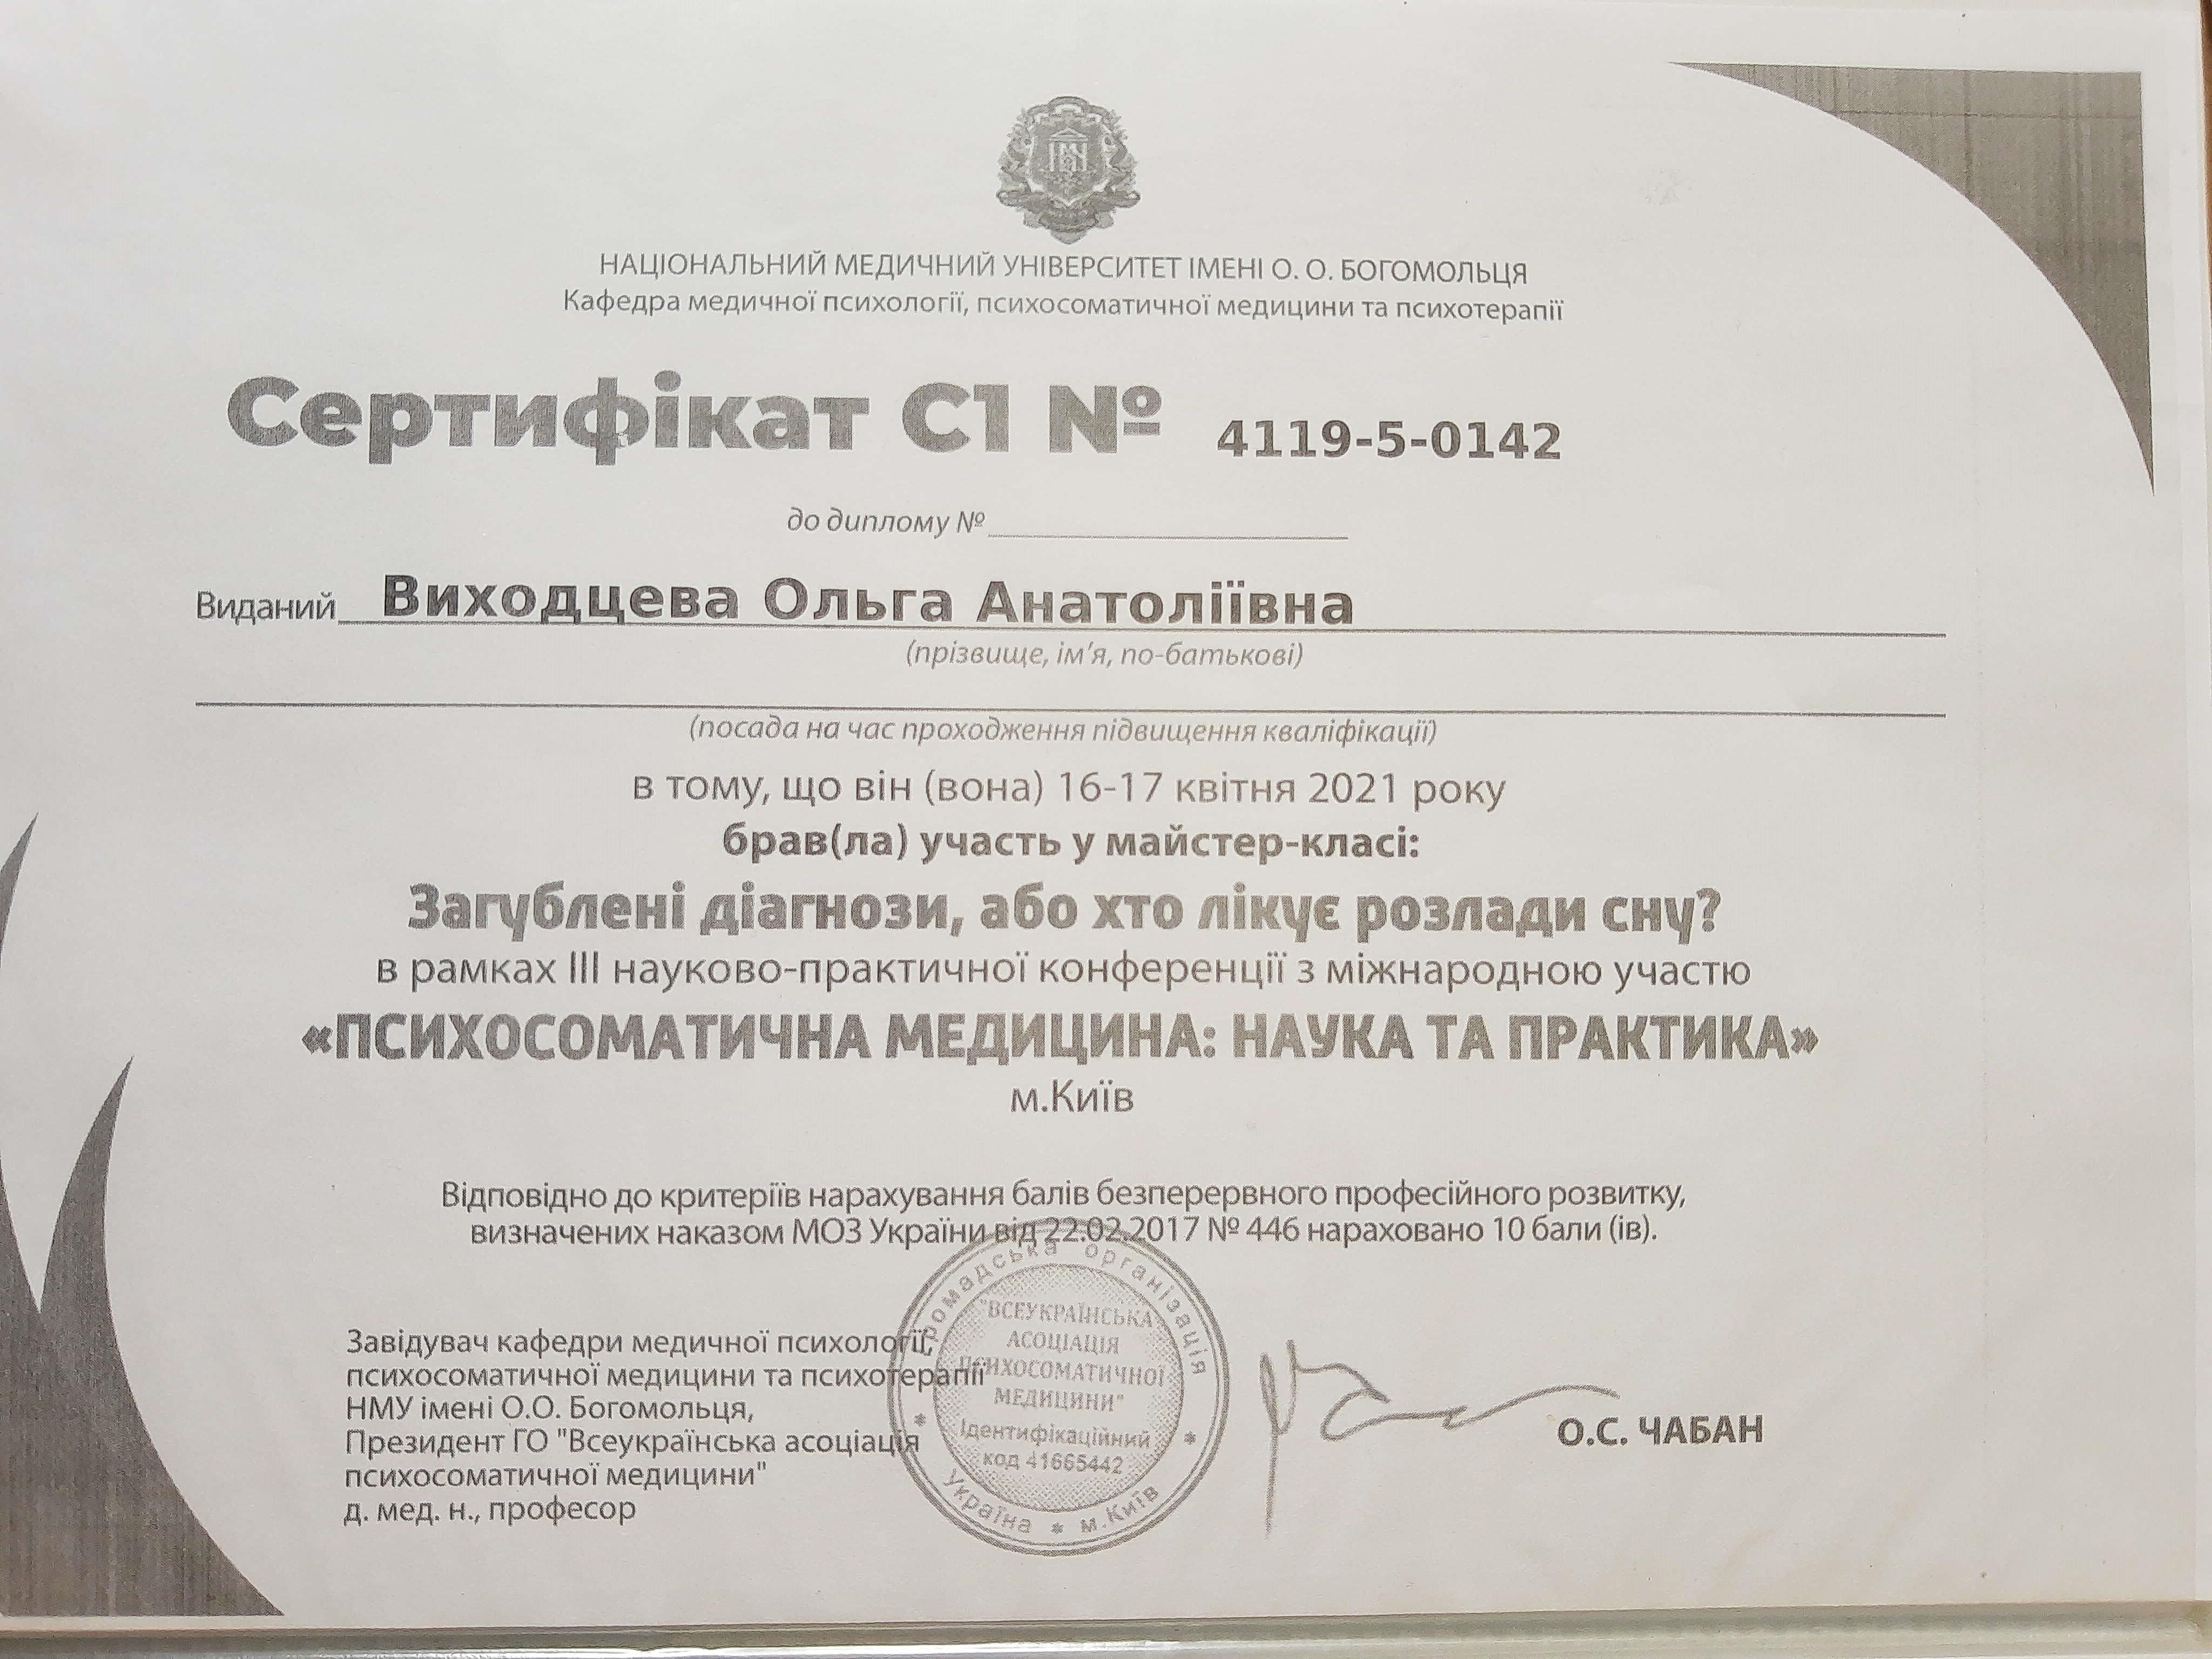 НАЦІОНАЛЬНИЙ МЕДИЧНИЙ УНІВЕРСИТЕТ ІМЕНІ О. О. БОГОМОЛЬЦЯ
Кафедра медичної психології, психосоматичної медицини та психотерапії
Сертифікат С1 № 4119-5-0142
до диплому №
Виданий Виходцева Ольга Анатоліївна
(прізвище, ім'я, по-батькові)
(посада на час проходження підвищення кваліфікації)
в тому, що він (вона) 16-17 квітня 2021 року
брав(ла) участь у майстер-класі:
Загублені діагнози, або хто лікує розлади сну?
в рамках III науково-практичної конференції з міжнародною участю
«ПСИХОСОМАТИЧНА МЕДИЦИНА: НАУКА ТА ПРАКТИКА»
м.Київ
Відповідно до критеріїв нарахування балів безперервного професійного розвитку,
визначених наказом МОЗ України від 22.02.2017 № 446 нараховано 10 бали (ів).
Завідувач кафедри медичної психології,
психосоматичної медицини та психотерапії
НМУ імені О.О. Богомольця,
Президент ГО "Всеукраїнська асоціація
психосоматичної медицини"
д. мед. н., професор
Громадська організація
"ВСЕУКРАЇНСЬКА
АСОЦІАЦІЯ
ПСИХОСОМАТИЧНОЇ
МЕДИЦИНИ"
Ідентифікаційний
код 41665442
Україна * м.Київ
О.С. ЧАБАН